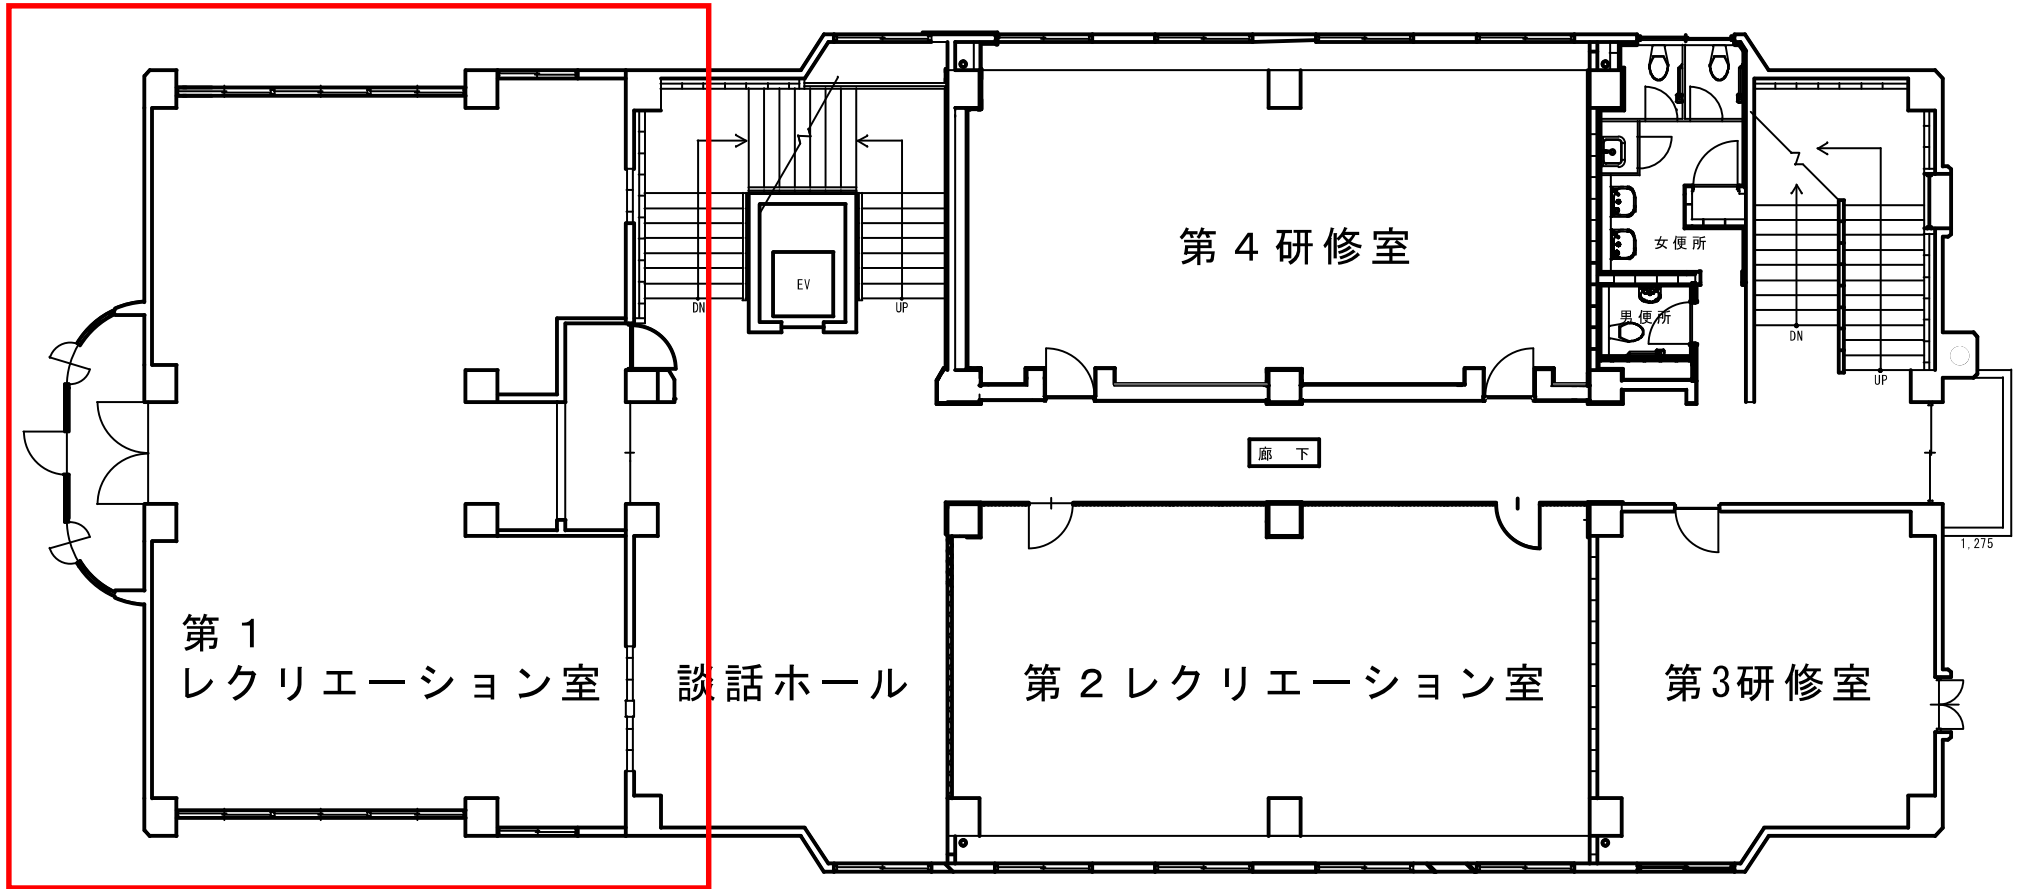 第４研修室
女便所
EV
DN
UP
男便所
DN
UP
廊　下
1,275
第１
レクリエーション室
談話ホール
第２レクリエーション室
第3研修室